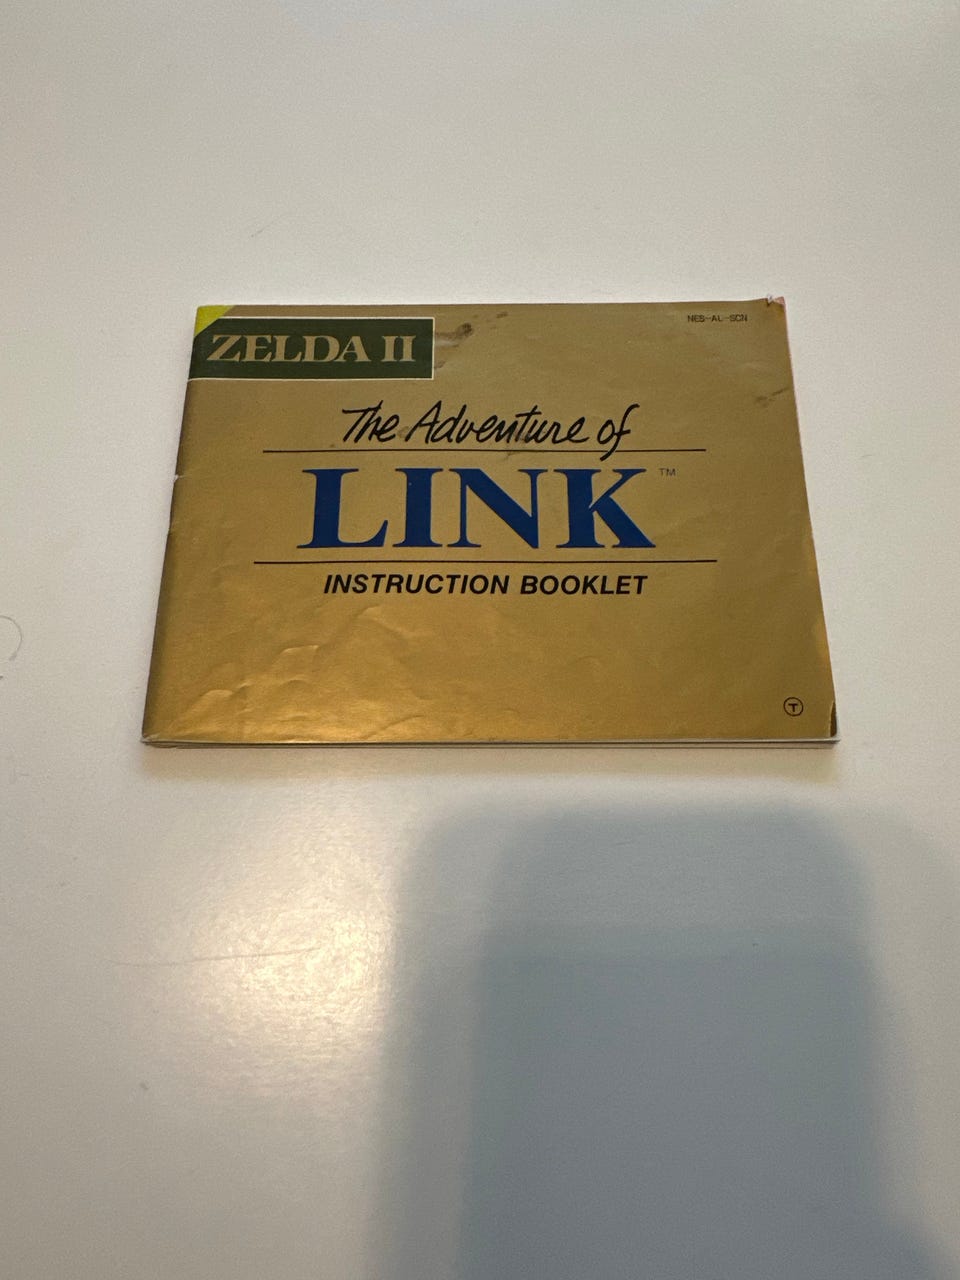 NES-AL-SCN
ZELDA II
The Adventure of
LINK™
INSTRUCTION BOOKLET
T